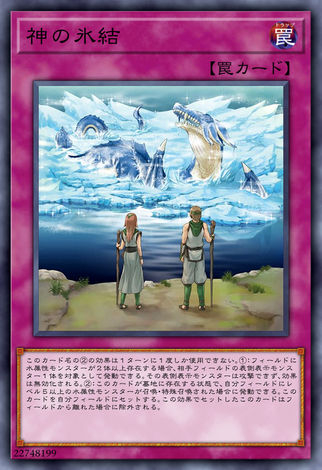 神の氷結
トラップ
罠
【罠カード】
このカード名の②の効果は１ターンに１度しか使用できない。①：フィールドに
水属性モンスターが２体以上存在する場合、相手フィールドの表側表示モンス
ター１体を対象として発動できる。その表側表示モンスターは攻撃できず、効果
は無効化される。②：このカードが墓地に存在する状態で、自分フィールドにレ
ベル５以上の水属性モンスターが召喚・特殊召喚された場合に発動できる。この
カードを自分フィールドにセットする。この効果でセットしたこのカードはフィ
ールドから離れた場合に除外される。
22748199